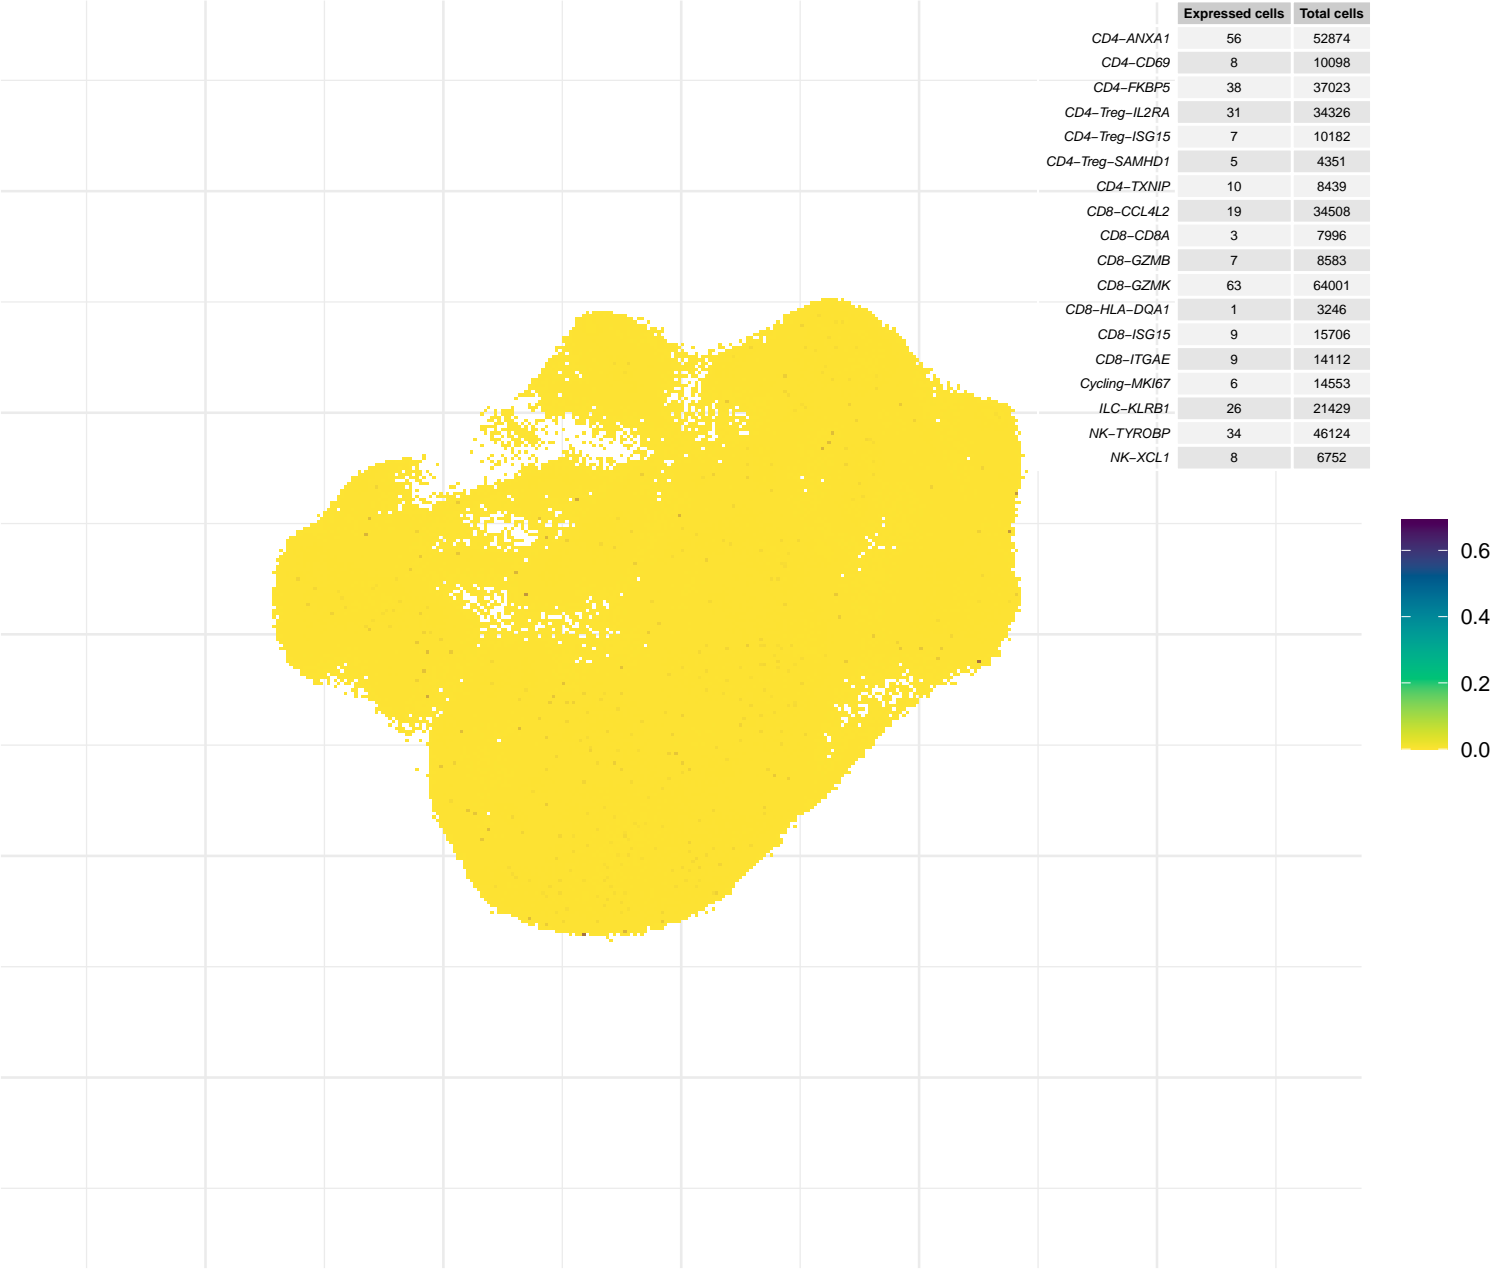 Expressed cells Total cells
CD4−ANXA1 56 52874
CD4−CD69 8 10098
CD4−FKBP5 38 37023
CD4−Treg−IL2RA 31 34326
CD4−Treg−ISG15 7 10182
CD4−Treg−SAMHD1 5 4351
CD4−TXNIP 10 8439
CD8−CCL4L2 19 34508
CD8−CD8A 3 7996
CD8−GZMB 7 8583
CD8−GZMK 63 64001
CD8−HLA−DQA1 1 3246
CD8−ISG15 9 15706
CD8−ITGAE 9 14112
Cycling−MKI67 6 14553
ILC−KLRB1 26 21429
NK−TYROBP 34 46124
NK−XCL1 8 6752
0.6
0.4
0.2
0.0